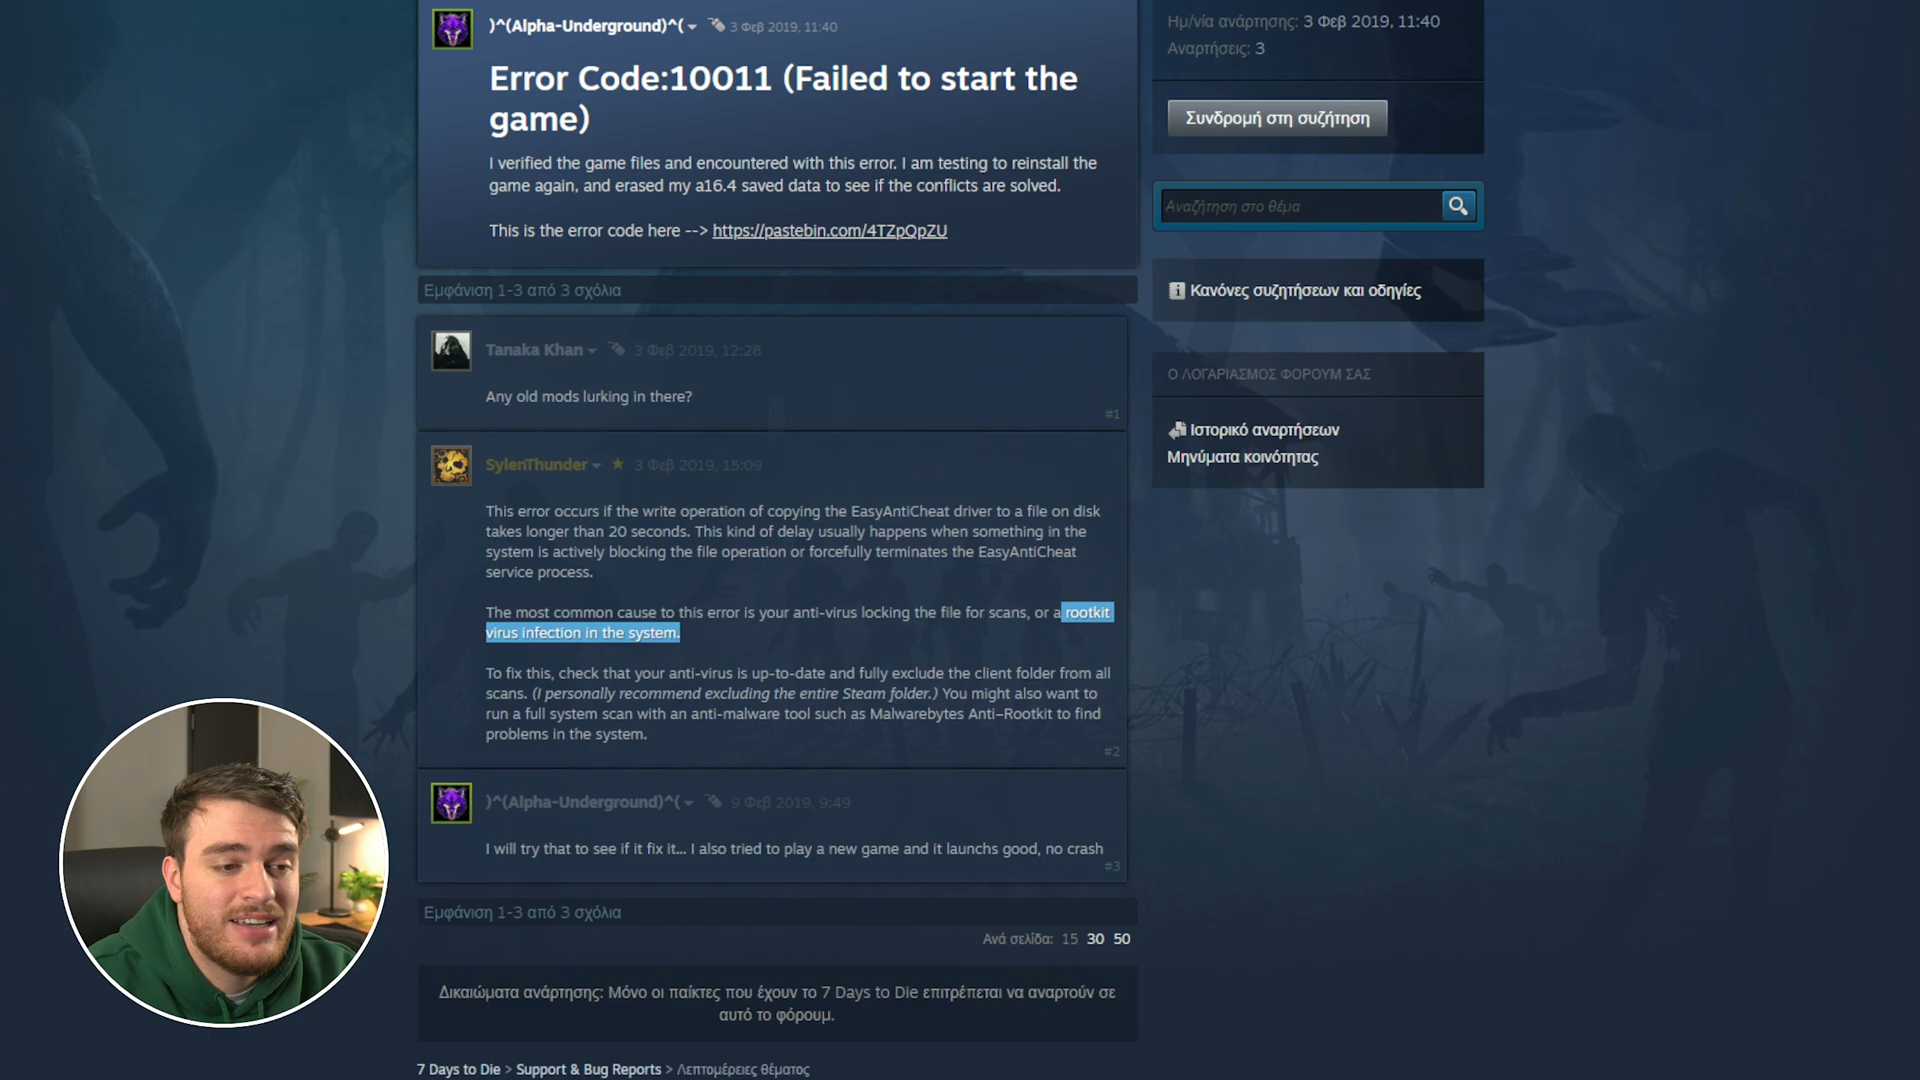 )^(Alpha-Underground)^( 3 Φεβ 2019, 11:40
Error Code:10011 (Failed to start the
game)
I verified the game files and encountered with this error. I am testing to reinstall the
game again, and erased my a16.4 saved data to see if the conflicts are solved.
This is the error code here --> https://pastebin.com/4TZpQpZU
Εμφάνιση 1-3 από 3 σχόλια
Tanaka Khan 3 Φεβ 2019, 12:28
Any old mods lurking in there?
#1
SylenThunder 3 Φεβ 2019, 15:09
This error occurs if the write operation of copying the EasyAntiCheat driver to a file on disk
takes longer than 20 seconds. This kind of delay usually happens when something in the
system is actively blocking the file operation or forcefully terminates the EasyAntiCheat
service process.
The most common cause to this error is your anti-virus locking the file for scans, or a rootkit
virus infection in the system.
To fix this, check that your anti-virus is up-to-date and fully exclude the client folder from all
scans. (I personally recommend excluding the entire Steam folder.) You might also want to
run a full system scan with an anti-malware tool such as Malwarebytes Anti-Rootkit to find
problems in the system.
#2
)^(Alpha-Underground)^( 9 Φεβ 2019, 9:49
I will try that to see if it fix it... I also tried to play a new game and it launchs good, no crash
#3
Εμφάνιση 1-3 από 3 σχόλια
Ανά σελίδα: 15 30 50
Δικαιώματα ανάρτησης: Μόνο οι παίκτες που έχουν το 7 Days to Die επιτρέπεται να αναρτούν σε
αυτό το φόρουμ.
7 Days to Die > Support & Bug Reports > Λεπτομέρειες θέματος
Ημ/νία ανάρτησης: 3 Φεβ 2019, 11:40
Αναρτήσεις: 3
Συνδρομή στη συζήτηση
Αναζήτηση στο θέμα
Κανόνες συζητήσεων και οδηγίες
Ο ΛΟΓΑΡΙΑΣΜΟΣ ΦΟΡΟΥΜ ΣΑΣ
Ιστορικό αναρτήσεων
Μηνύματα κοινότητας